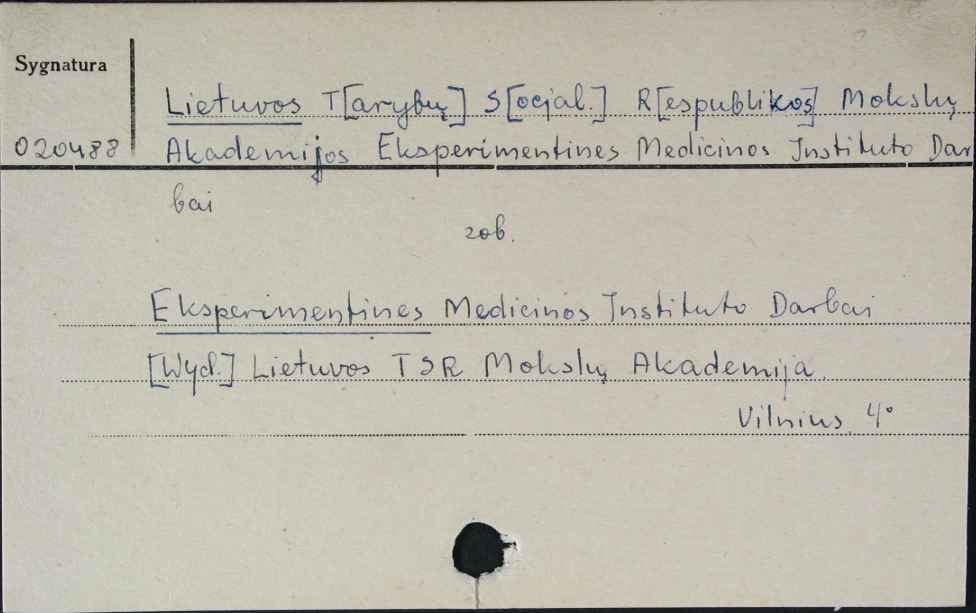 Sygnatura
Lietuvos T[arybų] S[ocjal.] R[espublikos] Mokslų
020488 Akademijos Eksperimentines Medicinos Instituto Dar
bai
zob.
Eksperimentines Medicinos Instituto Darbai
[Wyd.] Lietuvos TSR Mokslų Akademija.
Vilnius. 4°